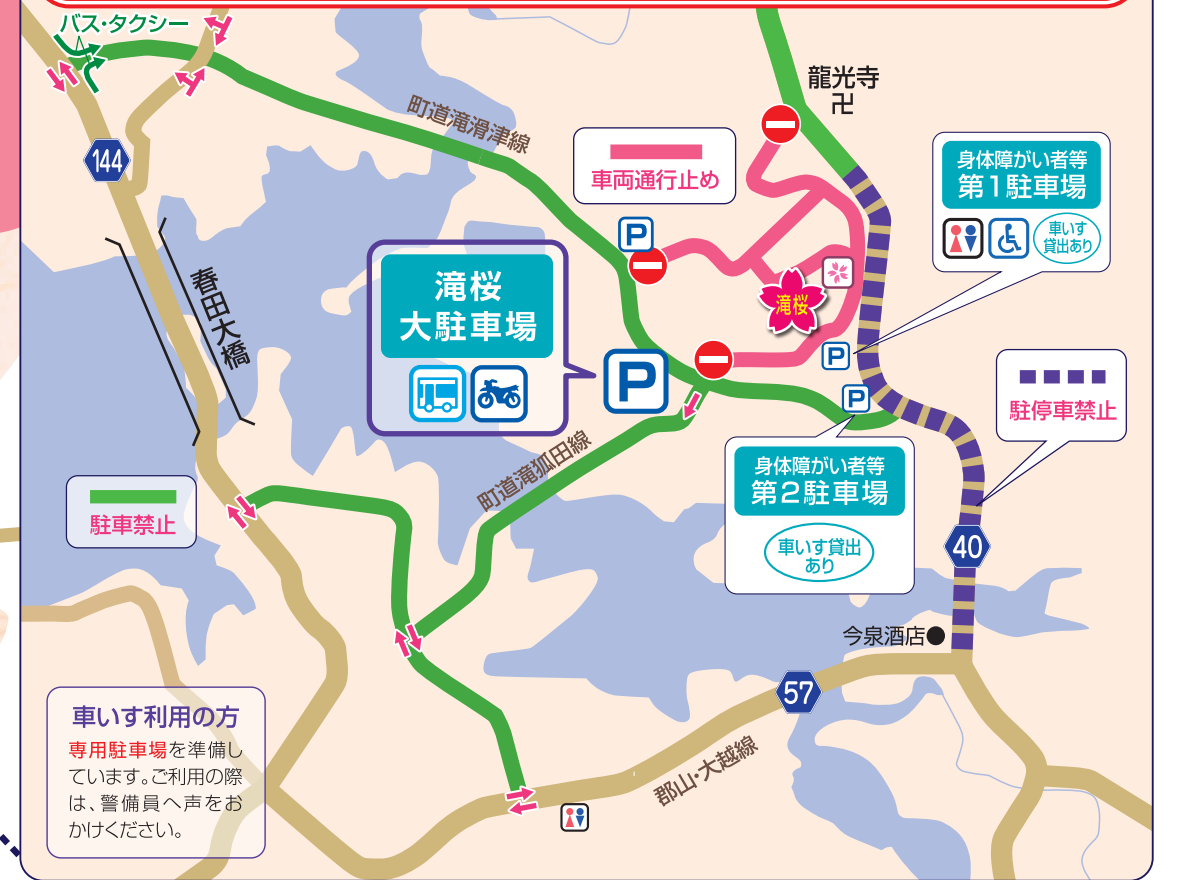 バス・タクシー
144
町道滝滑津線
龍光寺
卍
車両通行止め
身体障がい者等
第1駐車場
車いす
貸出あり
P
春田大橋
滝桜
大駐車場
P
滝桜
P
P
駐停車禁止
町道滝狐田線
身体障がい者等
第2駐車場
車いす貸出
あり
駐車禁止
40
今泉酒店
57
郡山・大越線
車いす利用の方
専用駐車場を準備し
ています。ご利用の際
は、警備員へ声をお
かけください。